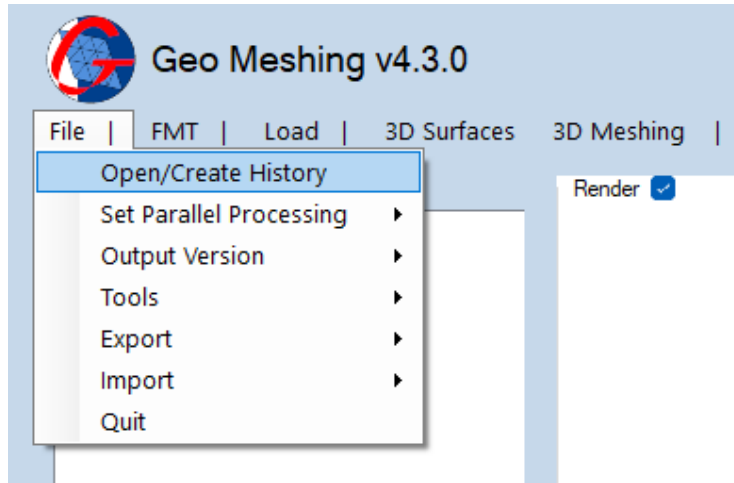 Geo Meshing v4.3.0
File | FMT | Load | 3D Surfaces 3D Meshing |
Open/Create History
Render
Set Parallel Processing
Output Version
Tools
Export
Import
Quit